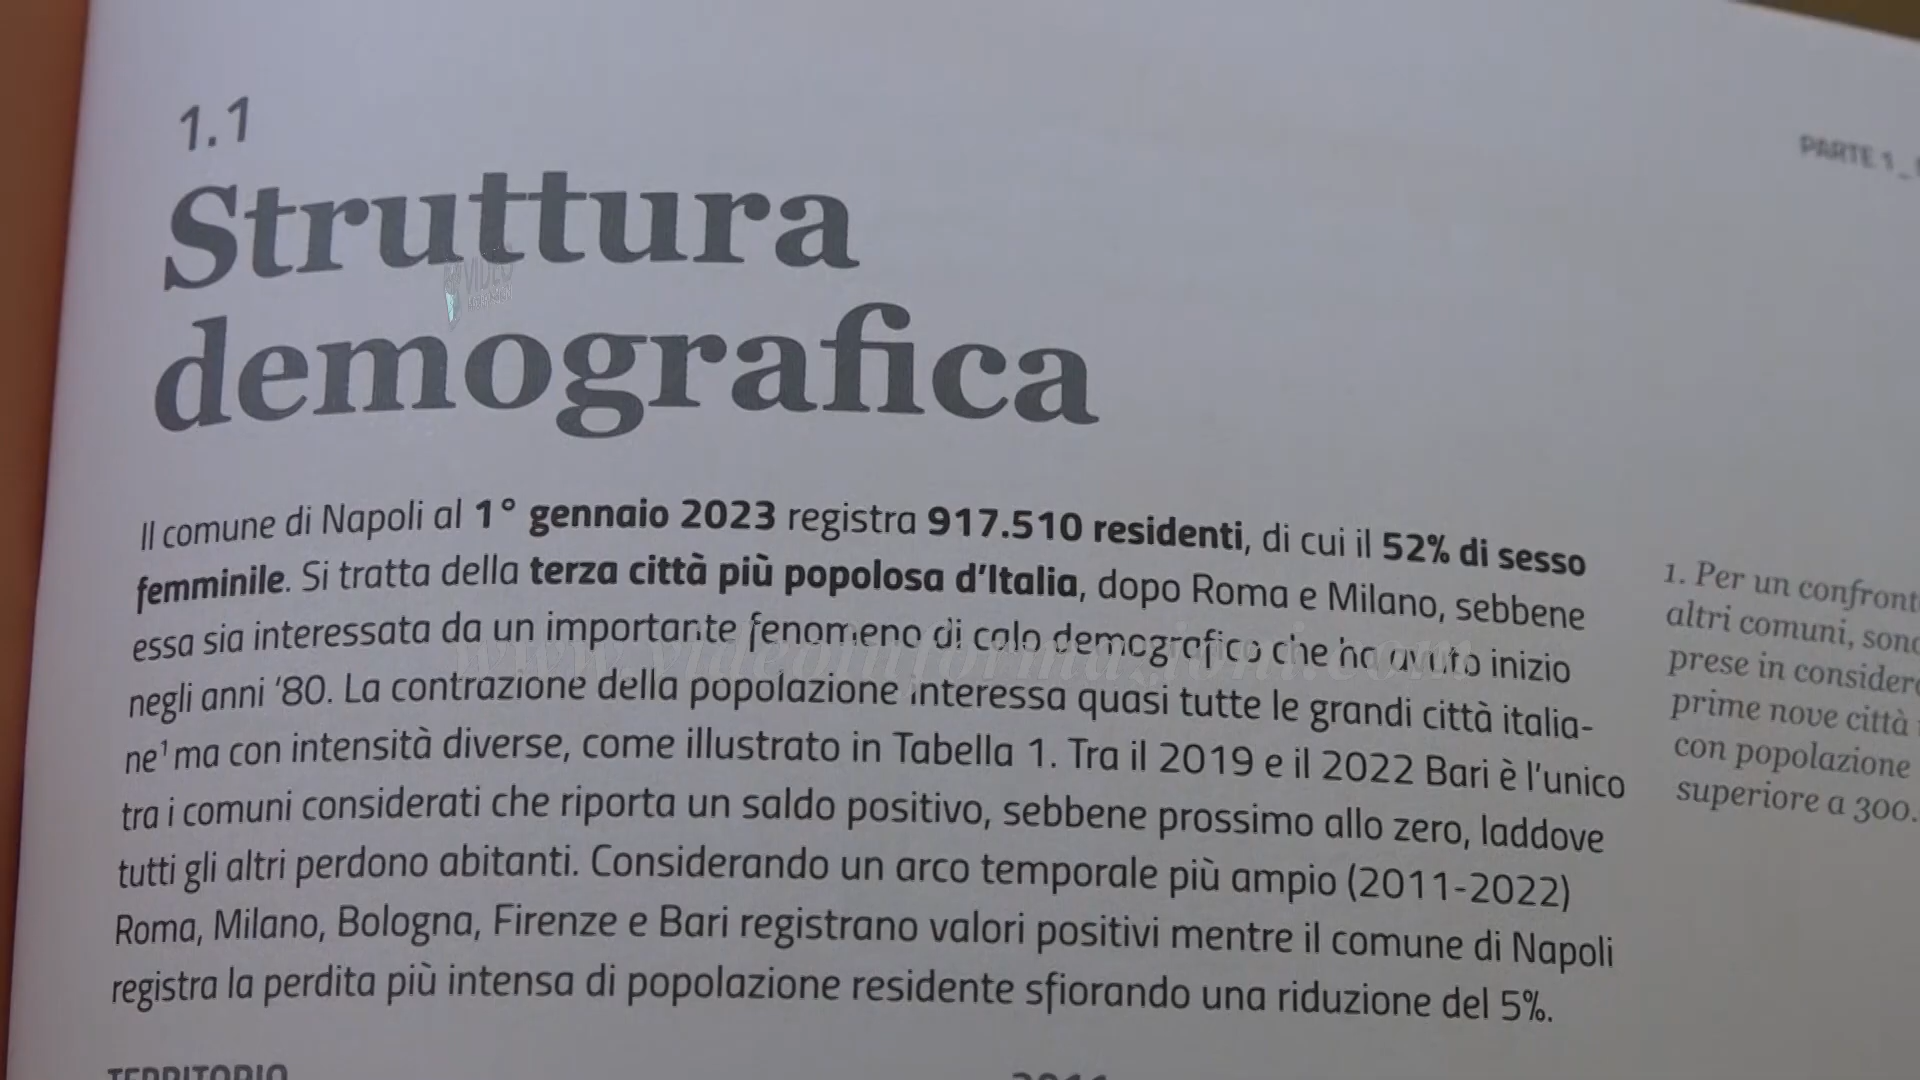 1.1
PARTE 1_
Struttura
demografica
VIDEO
Il comune di Napoli al 1° gennaio 2023 registra 917.510 residenti, di cui il 52% di sesso
femminile. Si tratta della terza città più popolosa d'Italia, dopo Roma e Milano, sebbene
essa sia interessata da un importante fenomeno di calo demografico che ha avuto inizio
www.videoinformazioni.com
negli anni '80. La contrazione della popolazione interessa quasi tutte le grandi città italia-
ne¹ ma con intensità diverse, come illustrato in Tabella 1. Tra il 2019 e il 2022 Bari è l'unico
tra i comuni considerati che riporta un saldo positivo, sebbene prossimo allo zero, laddove
tutti gli altri perdono abitanti. Considerando un arco temporale più ampio (2011-2022)
Roma, Milano, Bologna, Firenze e Bari registrano valori positivi mentre il comune di Napoli
registra la perdita più intensa di popolazione residente sfiorando una riduzione del 5%.
1. Per un confront
altri comuni, sono
prese in consider
prime nove città
con popolazione
superiore a 300.
TERRITORIO
2011